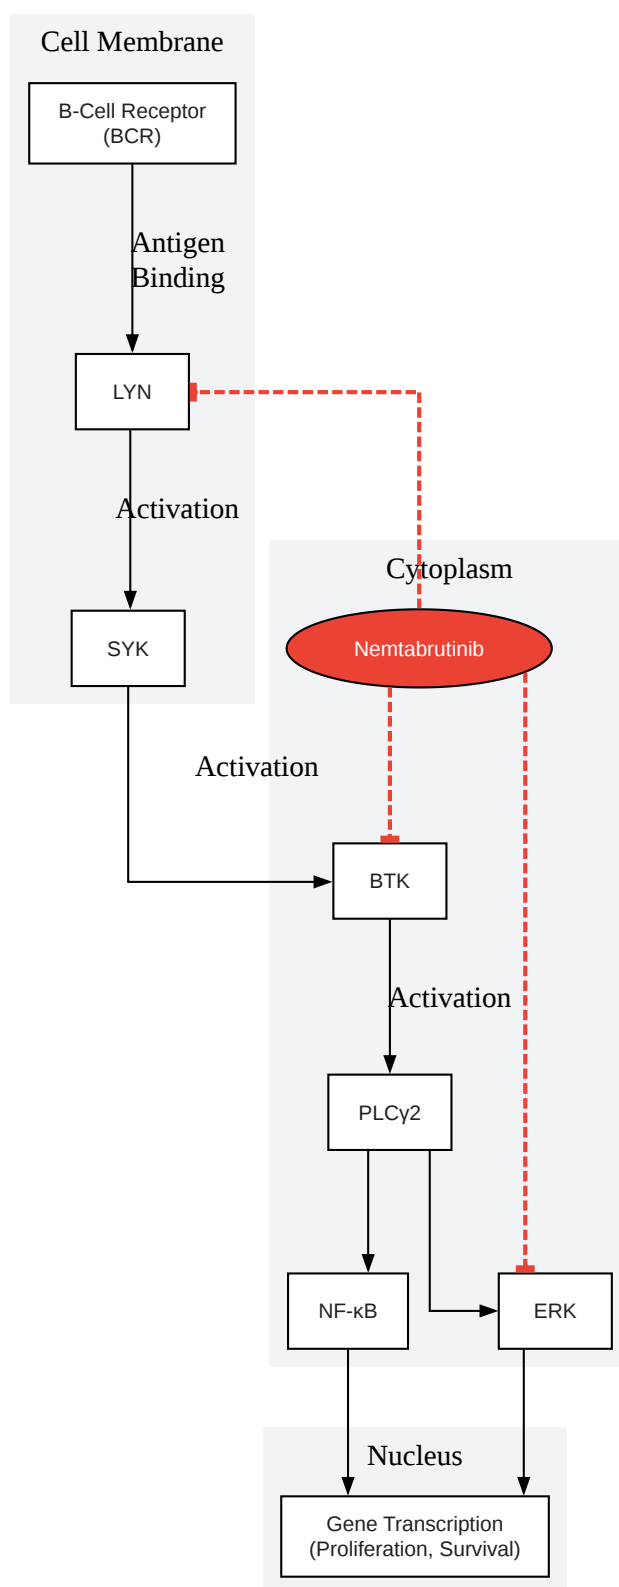 Cell Membrane
B-Cell Receptor
(BCR)
Antigen
Binding
LYN
Activation
SYK
Activation
Cytoplasm
Nemtabrutinib
BTK
Activation
PLCγ2
NF-κB
ERK
Nucleus
Gene Transcription
(Proliferation, Survival)